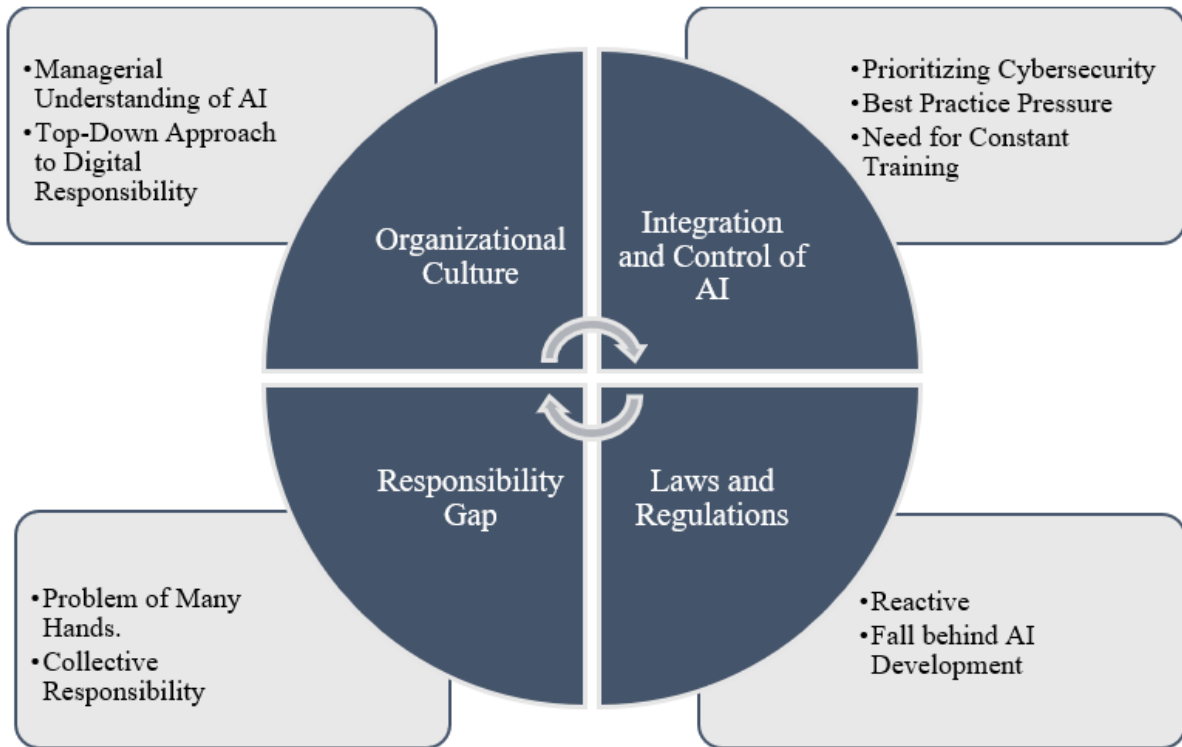 •Managerial
Understanding of AI
•Top-Down Approach
to Digital
Responsibility
•Prioritizing Cybersecurity
•Best Practice Pressure
•Need for Constant
Training
Organizational
Culture
Integration
and Control of
AI
Responsibility
Gap
Laws and
Regulations
•Problem of Many
Hands.
•Collective
Responsibility
•Reactive
•Fall behind AI
Development